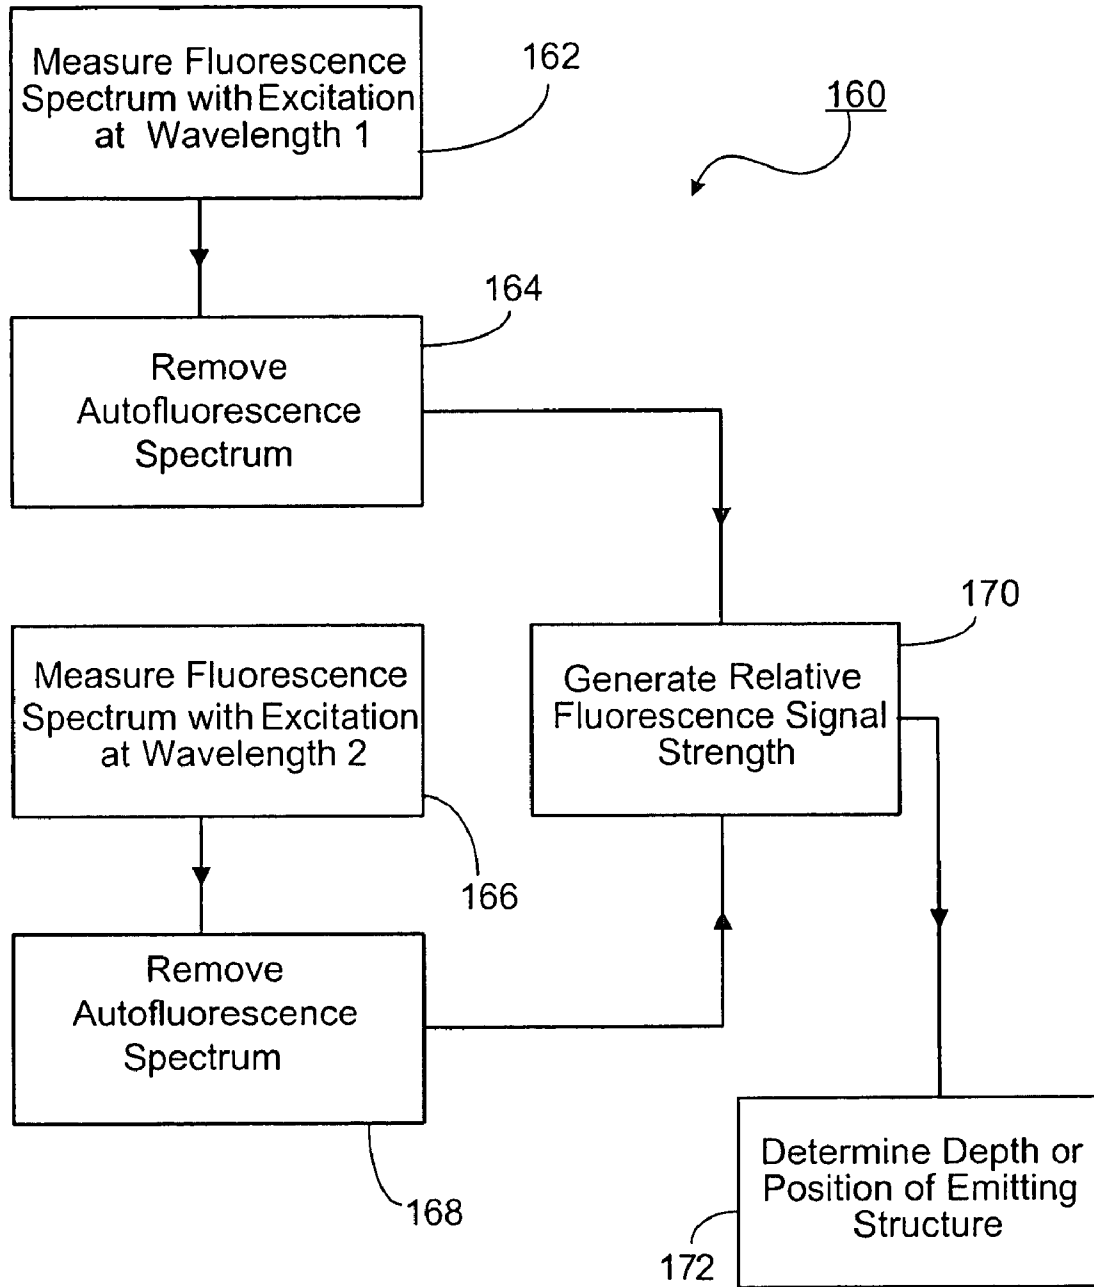 Measure Fluorescence
Spectrum with Excitation
at Wavelength 1
162
160
164
Remove
Autofluorescence
Spectrum
170
Measure Fluorescence
Spectrum with Excitation
at Wavelength 2
Generate Relative
Fluorescence Signal
Strength
166
Remove
Autofluorescence
Spectrum
168
Determine Depth or
Position of Emitting
Structure
172